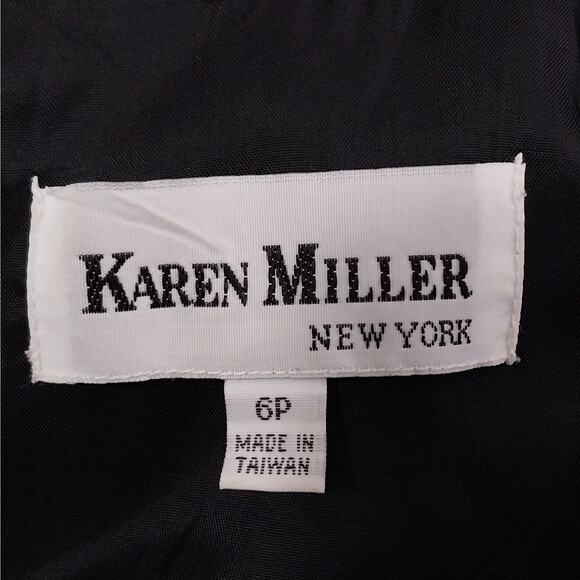 KAREN MILLER
NEW YORK
6P
MADE IN
TAIWAN